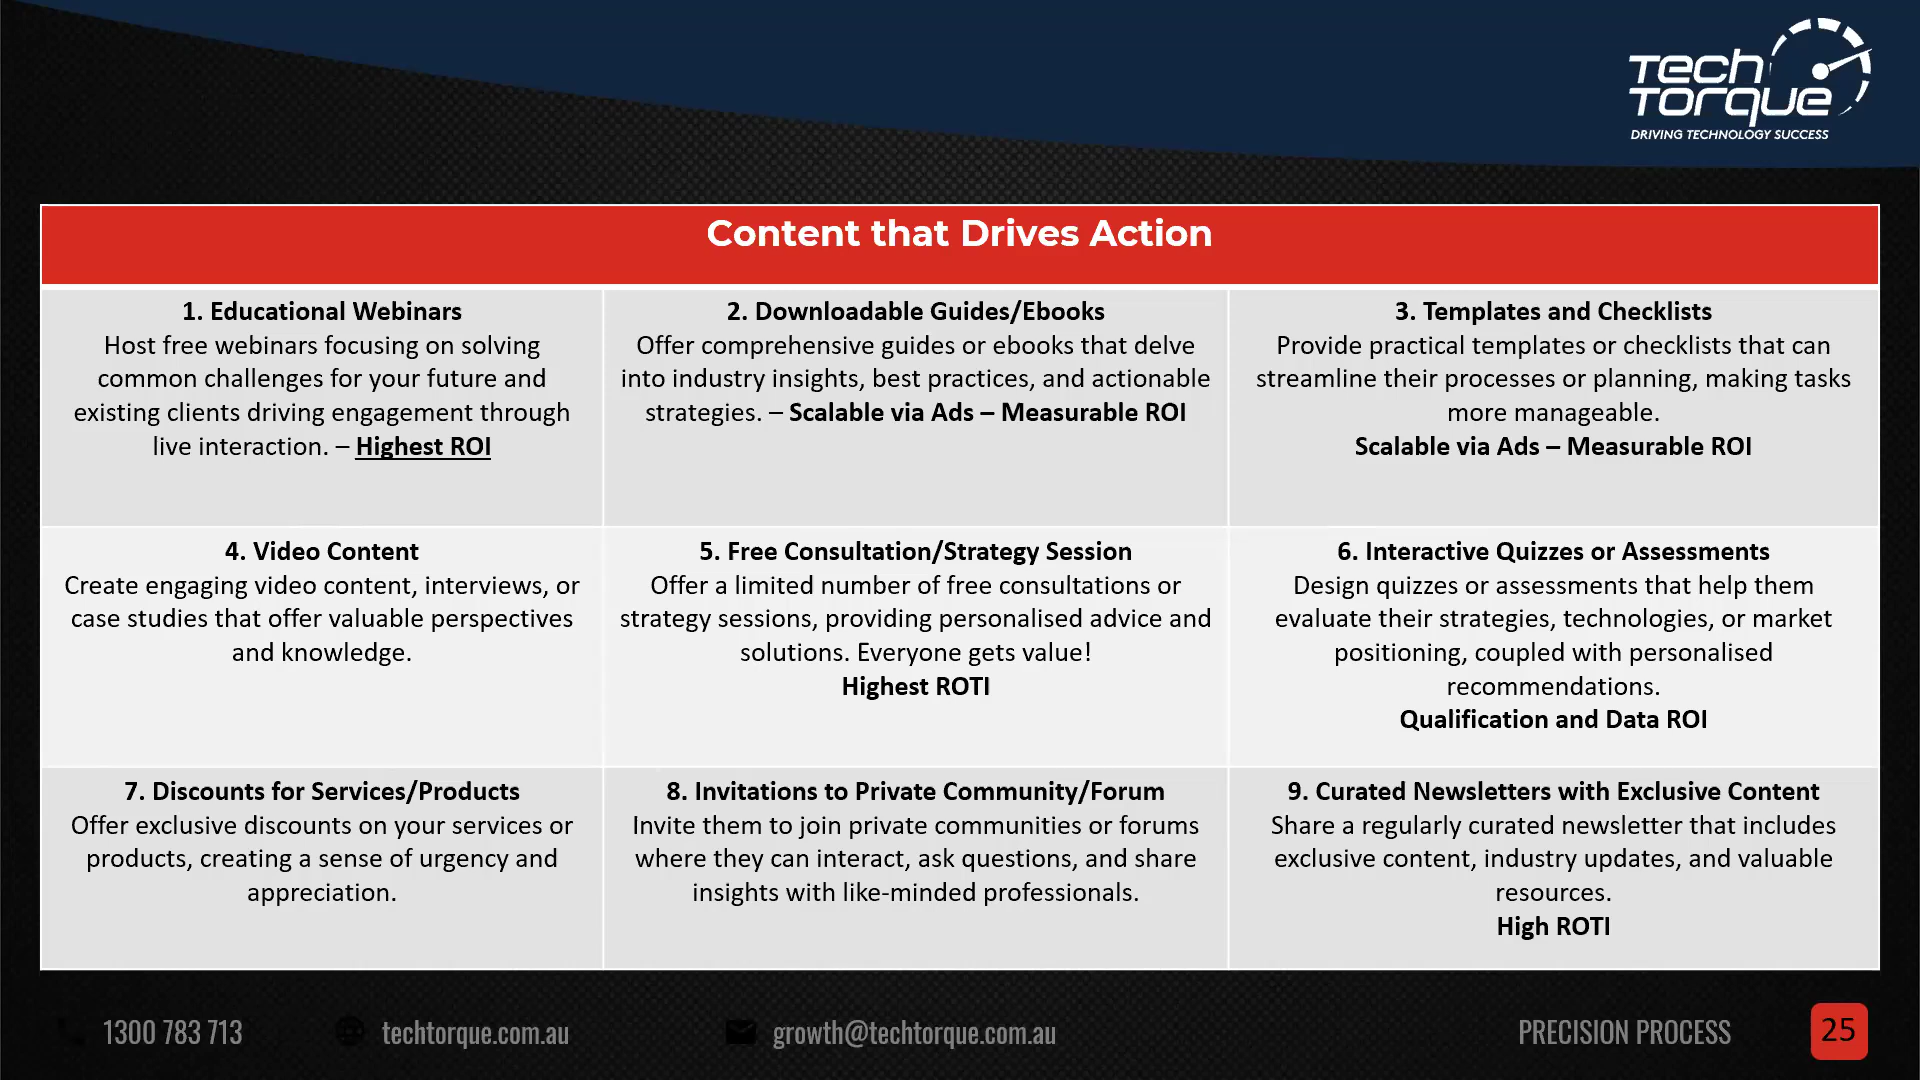 Tech
Torque
DRIVING TECHNOLOGY SUCCESS
Content that Drives Action
1. Educational Webinars
Host free webinars focusing on solving
common challenges for your future and
existing clients driving engagement through
live interaction. – Highest ROI
2. Downloadable Guides/Ebooks
Offer comprehensive guides or ebooks that delve
into industry insights, best practices, and actionable
strategies. – Scalable via Ads – Measurable ROI
3. Templates and Checklists
Provide practical templates or checklists that can
streamline their processes or planning, making tasks
more manageable.
Scalable via Ads – Measurable ROI
4. Video Content
Create engaging video content, interviews, or
case studies that offer valuable perspectives
and knowledge.
5. Free Consultation/Strategy Session
Offer a limited number of free consultations or
strategy sessions, providing personalised advice and
solutions. Everyone gets value!
Highest ROTI
6. Interactive Quizzes or Assessments
Design quizzes or assessments that help them
evaluate their strategies, technologies, or market
positioning, coupled with personalised
recommendations.
Qualification and Data ROI
7. Discounts for Services/Products
Offer exclusive discounts on your services or
products, creating a sense of urgency and
appreciation.
8. Invitations to Private Community/Forum
Invite them to join private communities or forums
where they can interact, ask questions, and share
insights with like-minded professionals.
9. Curated Newsletters with Exclusive Content
Share a regularly curated newsletter that includes
exclusive content, industry updates, and valuable
resources.
High ROTI
1300 783 713
techtorque.com.au
growth@techtorque.com.au
PRECISION PROCESS
25